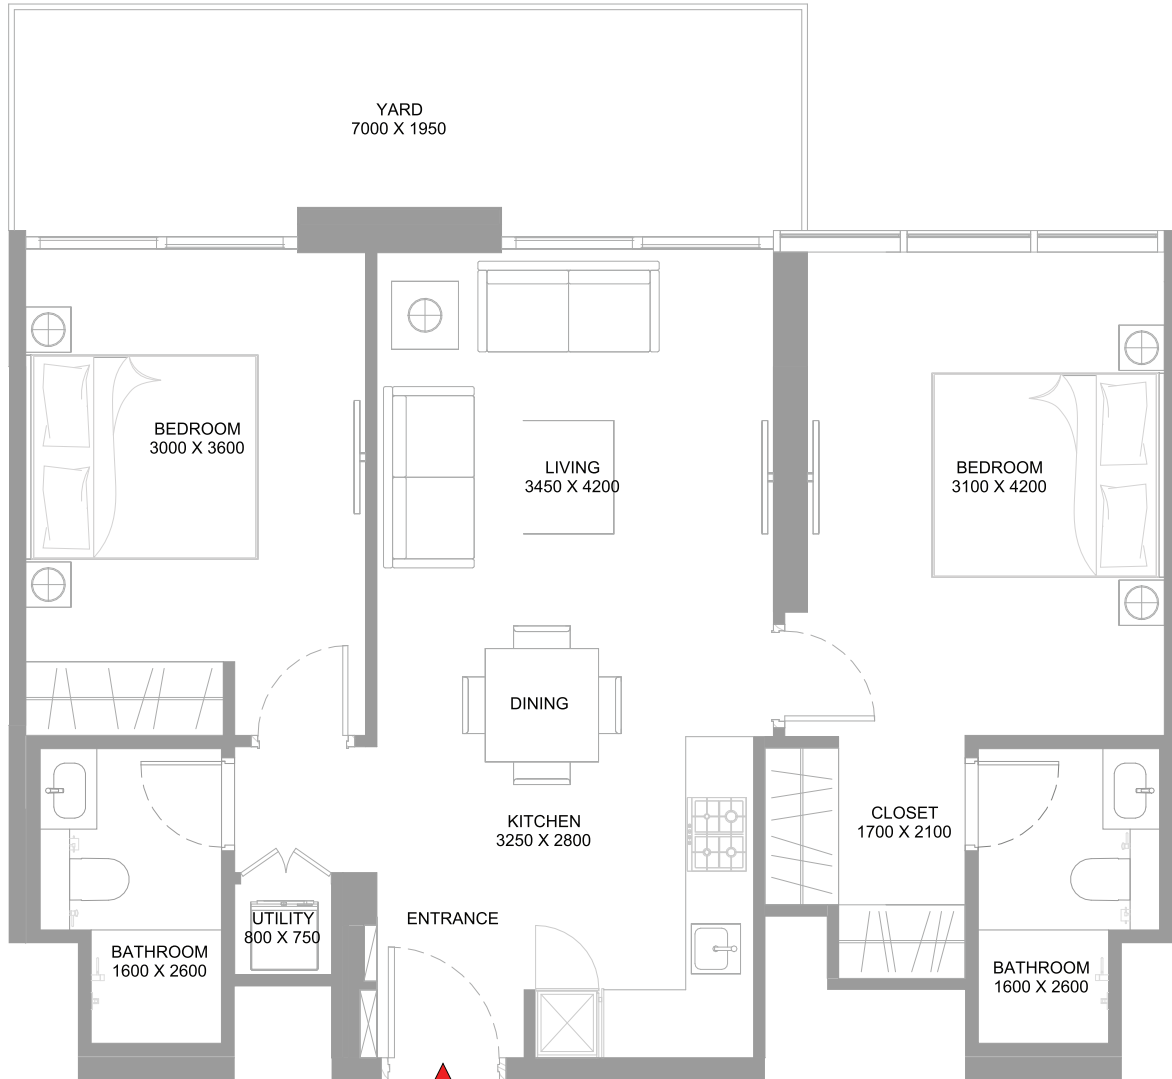 YARD
7000 X 1950
BEDROOM
3000 X 3600
LIVING
3450 X 4200
BEDROOM
3100 X 4200
DINING
KITCHEN
3250 X 2800
CLOSET
1700 X 2100
ENTRANCE
UTILITY
800 X 750
BATHROOM
1600 X 2600
BATHROOM
1600 X 2600